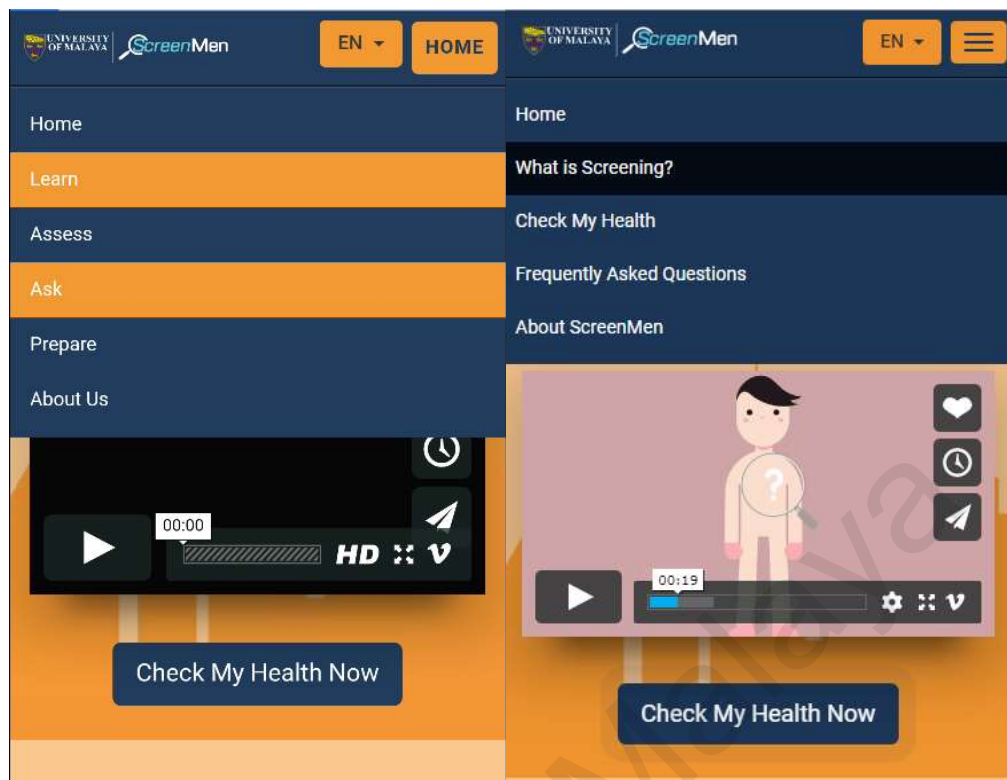 UNIVERSITY
OF MALAYA
ScreenMen
EN
HOME
Home
Learn
Assess
Ask
Prepare
About Us
00:00
HD
Check My Health Now
UNIVERSITY
OF MALAYA
ScreenMen
EN
Home
What is Screening?
Check My Health
Frequently Asked Questions
About ScreenMen
?
00:19
Check My Health Now
Malaya